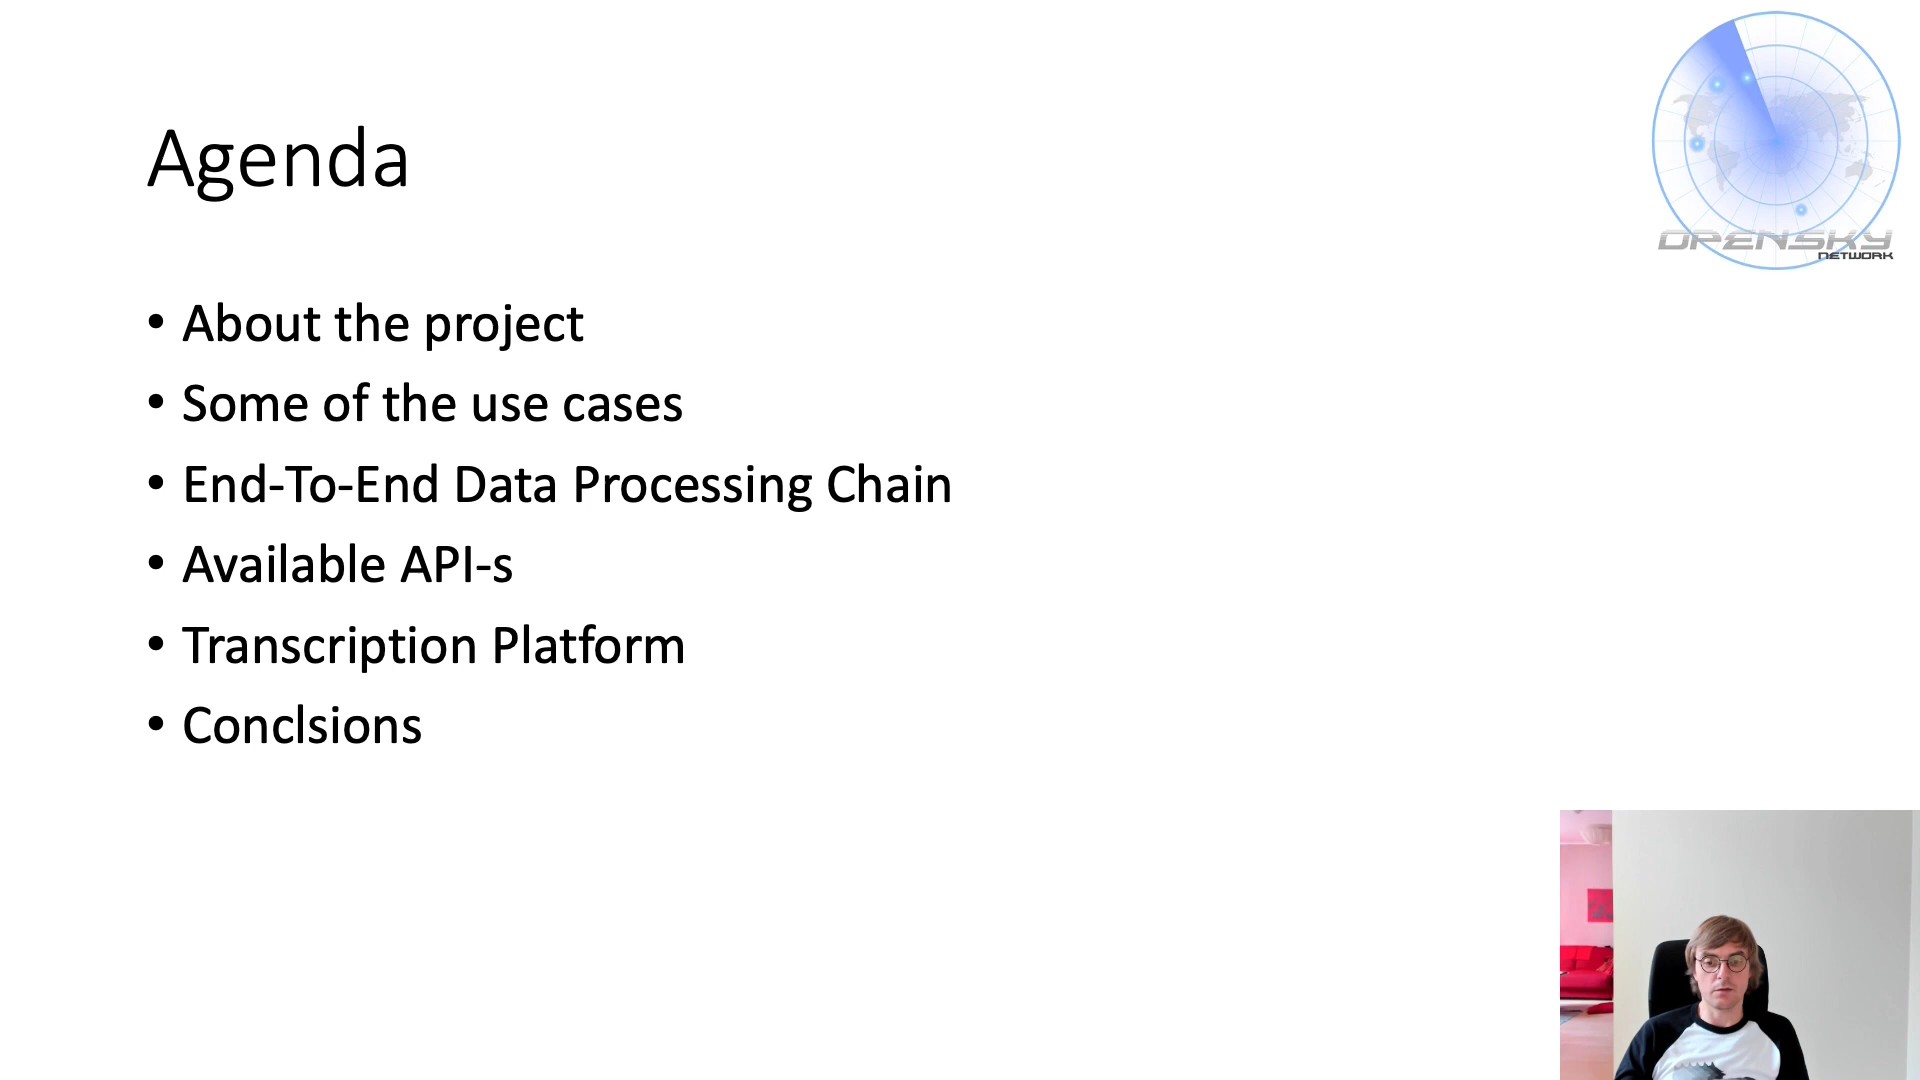 Agenda
OPENSKY
NETWORK
• About the project
• Some of the use cases
• End-To-End Data Processing Chain
• Available API-s
• Transcription Platform
• Conclsions